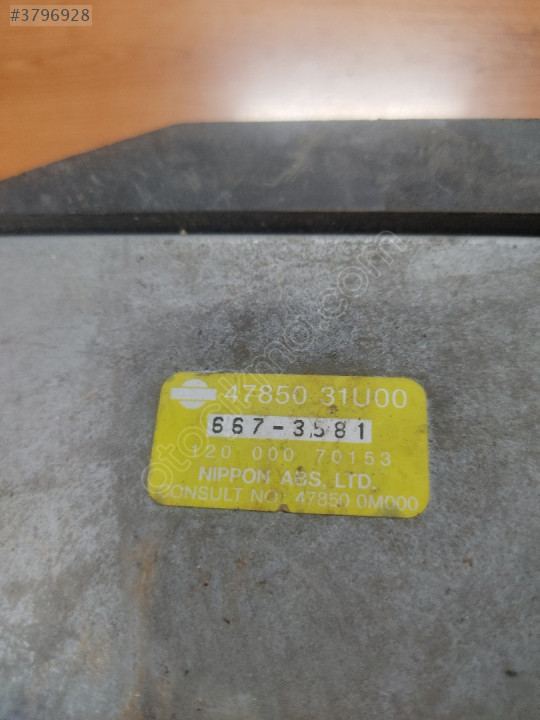 #3796928
47850 31U00
667-3581
120 000 70153
NIPPON ABS, LTD.
CONSULT NO. 47850 0M000